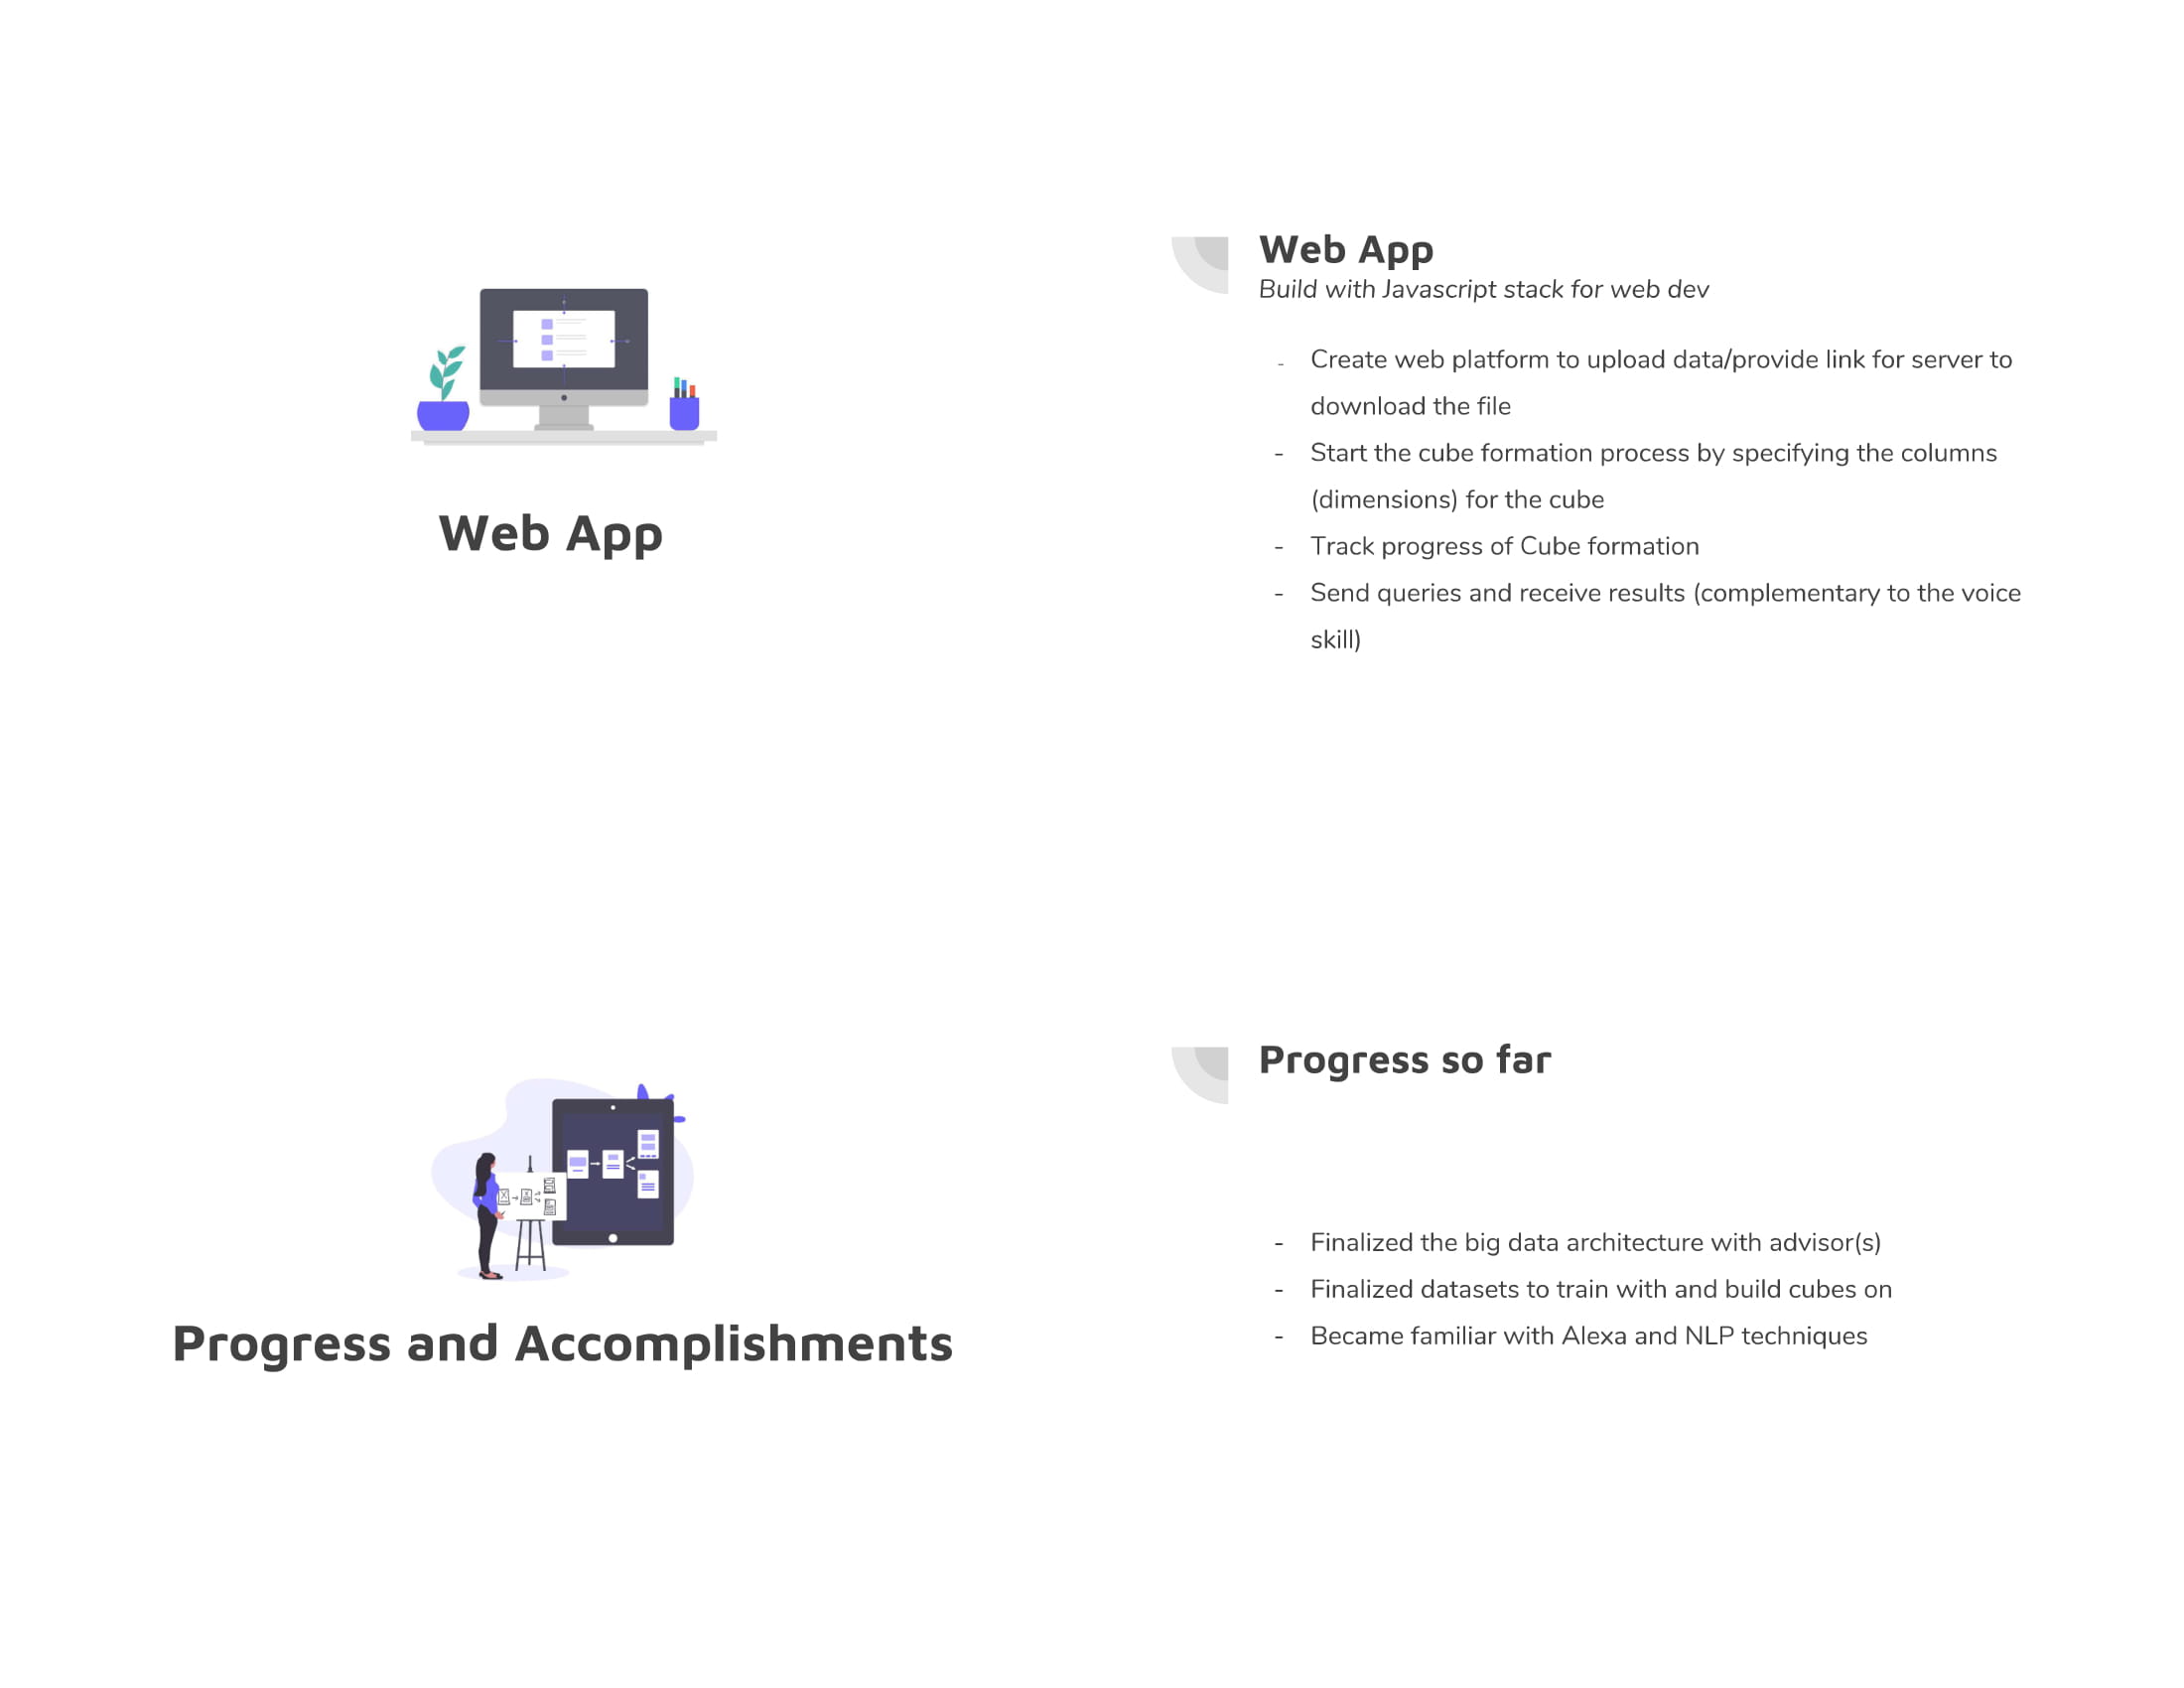 Web App
Web App
Build with Javascript stack for web dev
- Create web platform to upload data/provide link for server to
download the file
- Start the cube formation process by specifying the columns
(dimensions) for the cube
- Track progress of Cube formation
- Send queries and receive results (complementary to the voice
skill)
Progress and Accomplishments
Progress so far
- Finalized the big data architecture with advisor(s)
- Finalized datasets to train with and build cubes on
- Became familiar with Alexa and NLP techniques